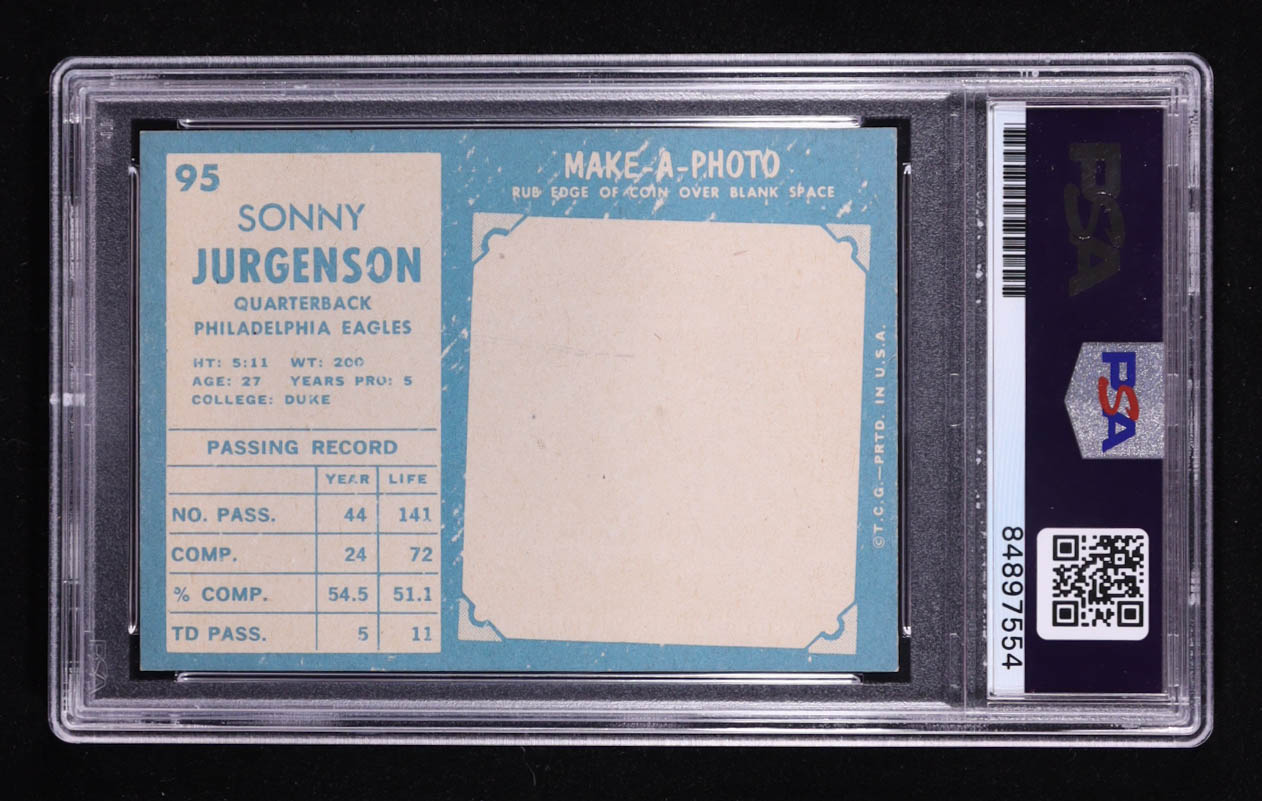 95
SONNY
JURGENSON
QUARTERBACK
PHILADELPHIA EAGLES
HT: 5:11 WT: 200
AGE: 27 YEARS PRO: 5
COLLEGE: DUKE
PASSING RECORD
YEAR LIFE
NO. PASS. 44 141
COMP. 24 72
% COMP. 54.5 51.1
TD PASS. 5 11
MAKE-A-PHOTO
RUB EDGE OF COIN OVER BLANK SPACE
©T.C.G.—PRTD. IN U.S.A.
PSA
PSA
84897554
PSA